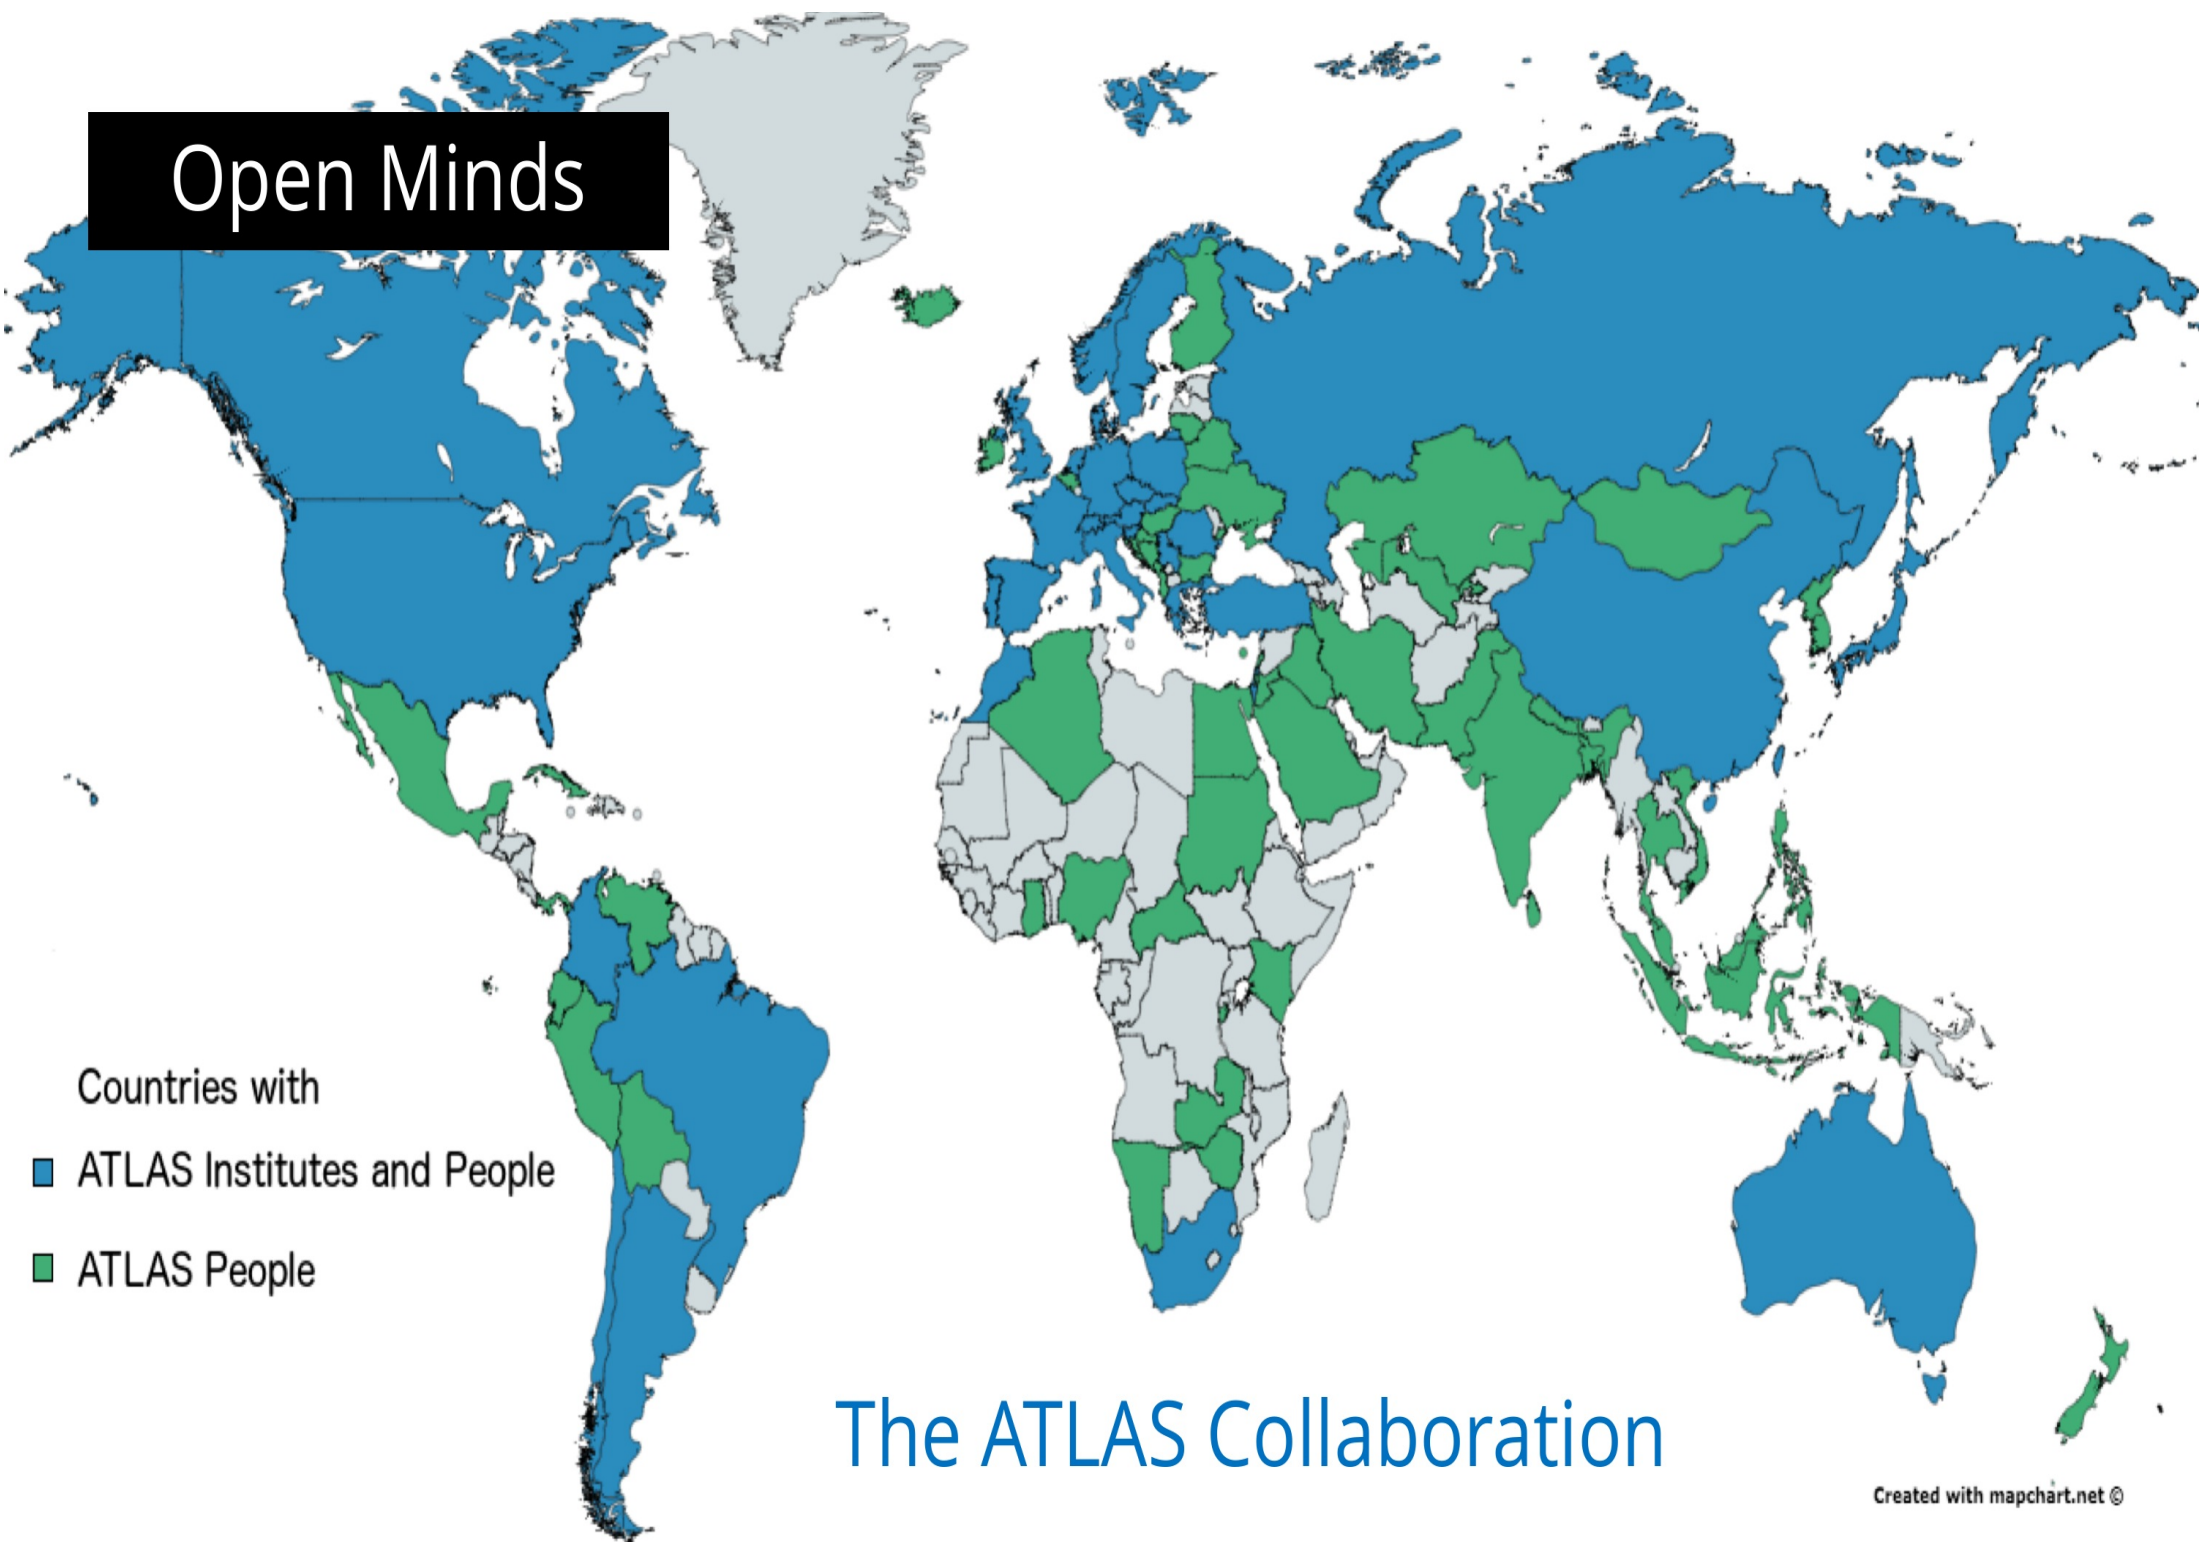 Open Minds
Countries with
ATLAS Institutes and People
ATLAS People
The ATLAS Collaboration
Created with mapchart.net ©